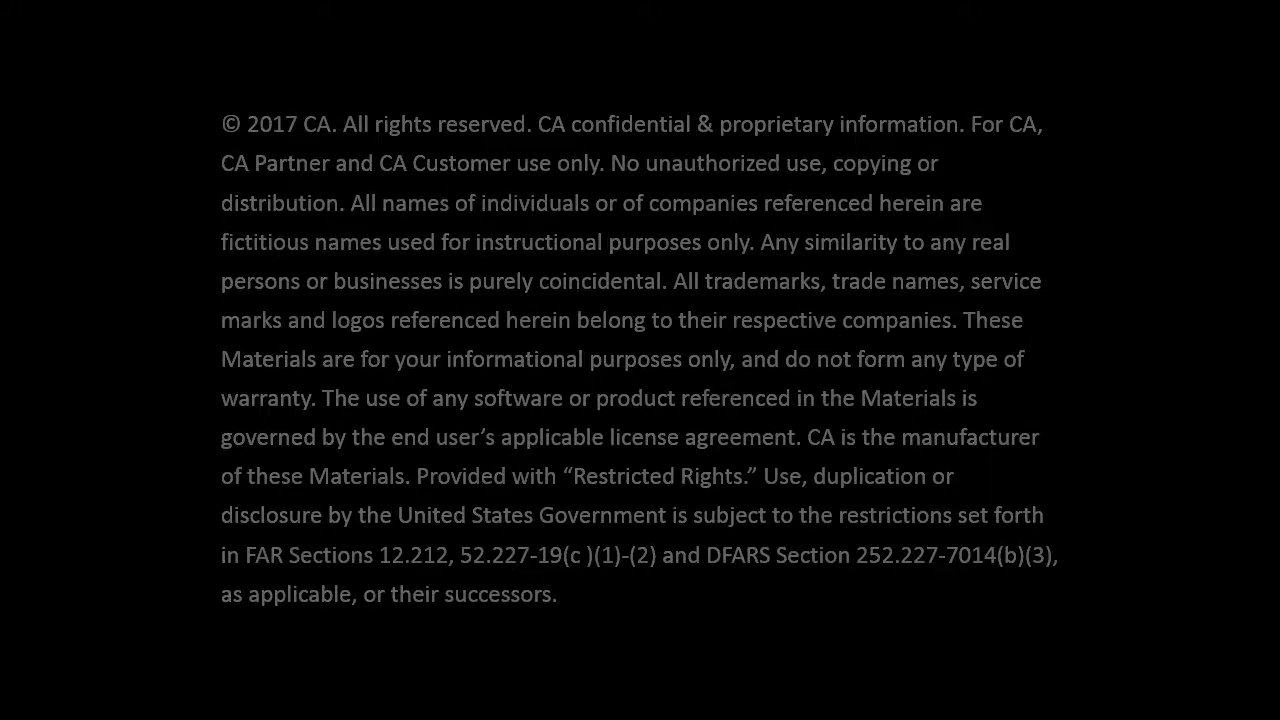 © 2017 CA. All rights reserved. CA confidential & proprietary information. For CA,
CA Partner and CA Customer use only. No unauthorized use, copying or
distribution. All names of individuals or of companies referenced herein are
fictitious names used for instructional purposes only. Any similarity to any real
persons or businesses is purely coincidental. All trademarks, trade names, service
marks and logos referenced herein belong to their respective companies. These
Materials are for your informational purposes only, and do not form any type of
warranty. The use of any software or product referenced in the Materials is
governed by the end user’s applicable license agreement. CA is the manufacturer
of these Materials. Provided with “Restricted Rights.” Use, duplication or
disclosure by the United States Government is subject to the restrictions set forth
in FAR Sections 12.212, 52.227-19(c )(1)-(2) and DFARS Section 252.227-7014(b)(3),
as applicable, or their successors.